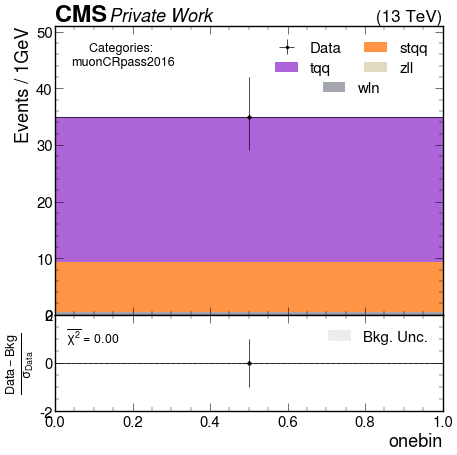 CMS Private Work (13 TeV)
Categories:
muonCRpass2016
Data
stqq
tqq
zll
wln
Events / 1GeV
50
40
30
20
10
0
2
0
-2
χ² = 0.00
Bkg. Unc.
Data − Bkg
σData
0.0 0.2 0.4 0.6 0.8 1.0
onebin